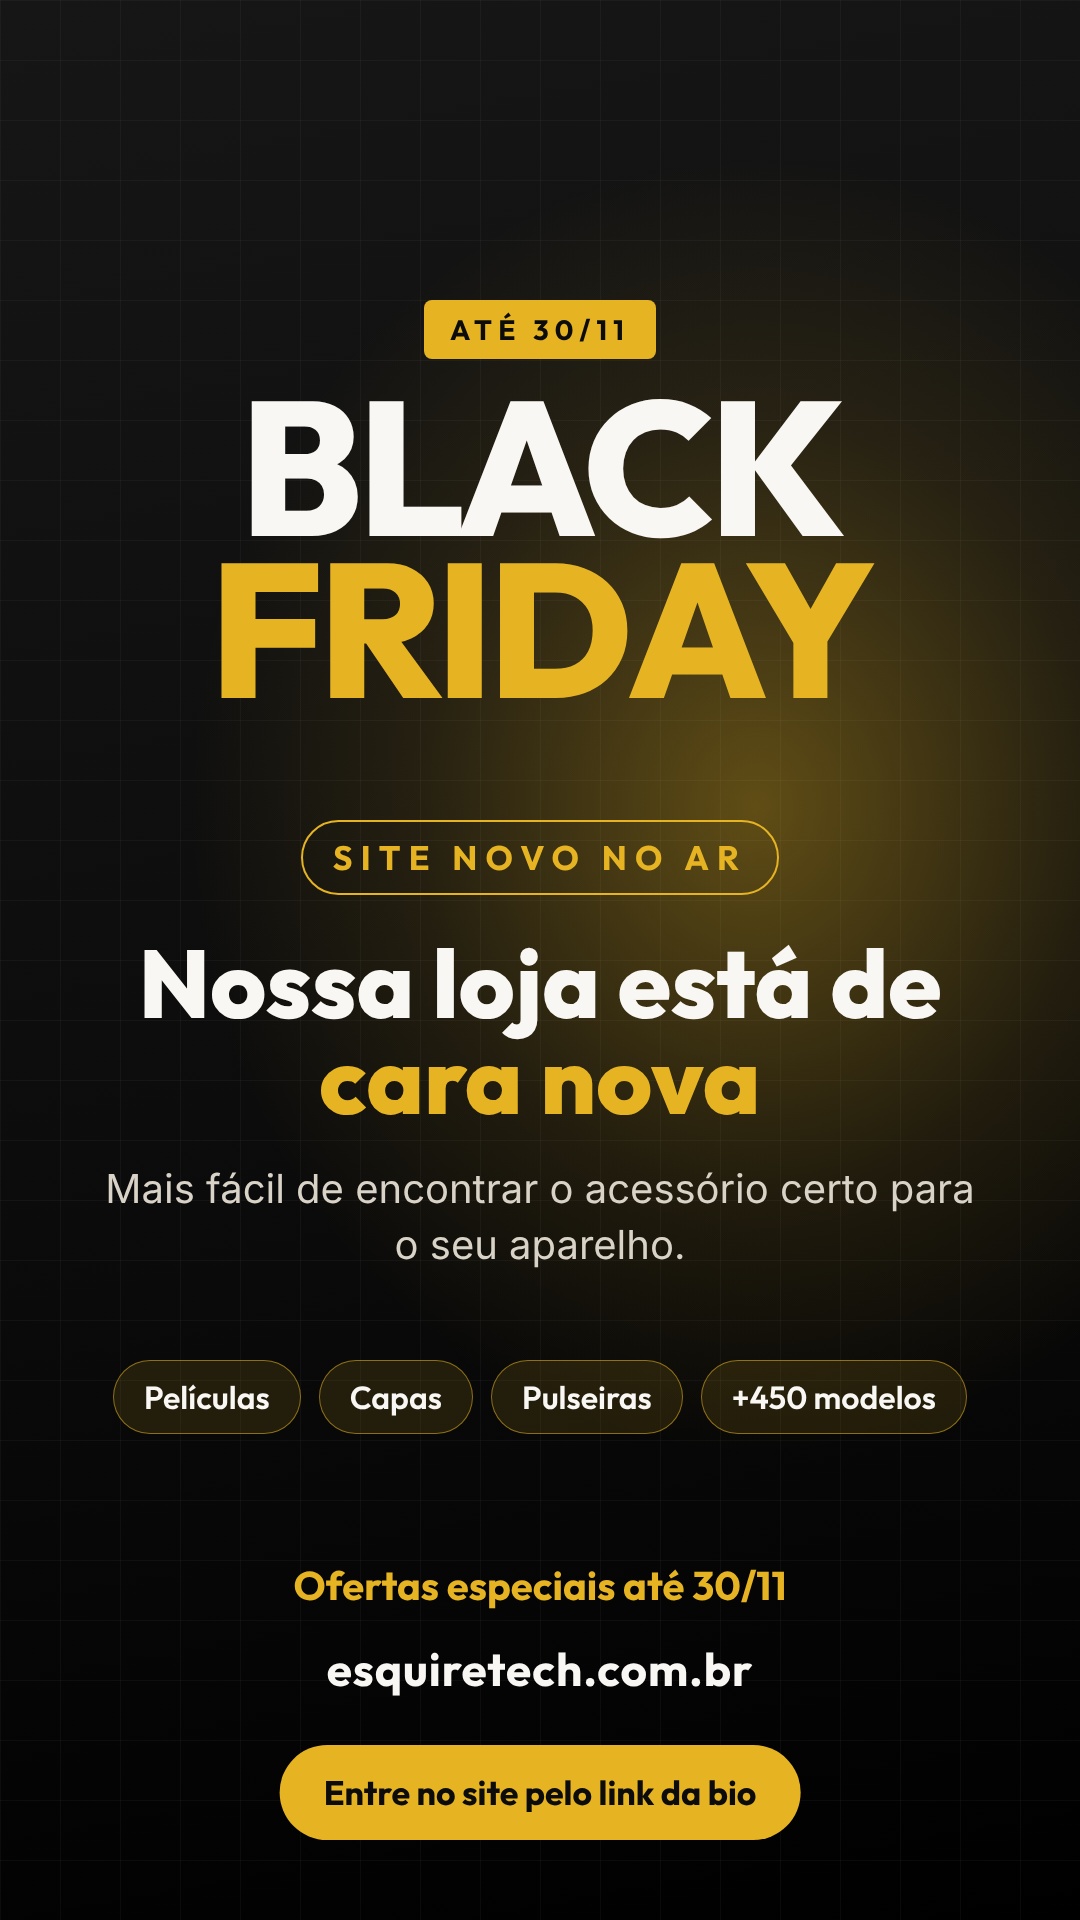 ATÉ 30/11
BLACK
FRIDAY
SITE NOVO NO AR
Nossa loja está de
cara nova
Mais fácil de encontrar o acessório certo para
o seu aparelho.
Películas Capas Pulseiras +450 modelos
Ofertas especiais até 30/11
esquiretech.com.br
Entre no site pelo link da bio